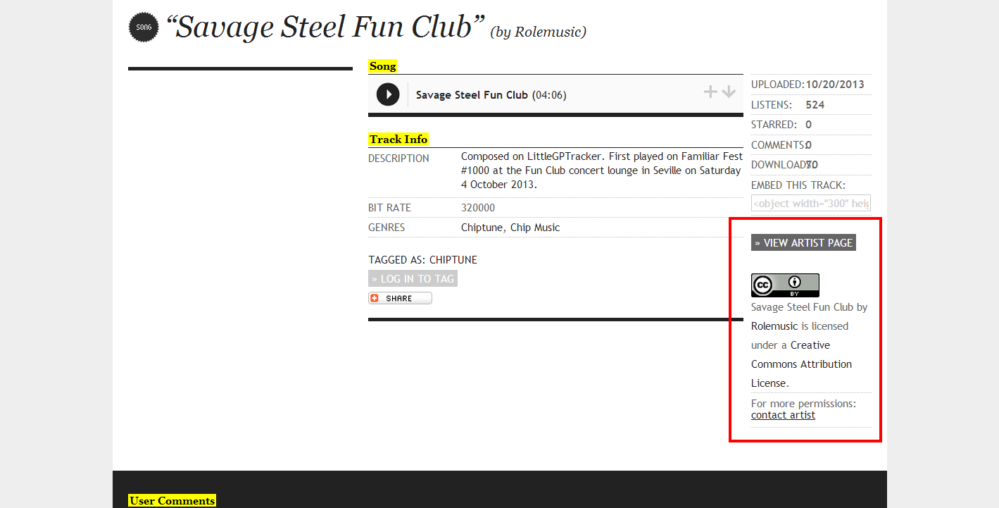 SONG
“Savage Steel Fun Club” (by Rolemusic)
Song
Savage Steel Fun Club (04:06)
Track Info
DESCRIPTION
Composed on LittleGPTracker. First played on Familiar Fest
#1000 at the Fun Club concert lounge in Seville on Saturday
4 October 2013.
BIT RATE 320000
GENRES Chiptune, Chip Music
TAGGED AS: CHIPTUNE
» LOG IN TO TAG
SHARE
UPLOADED: 10/20/2013
LISTENS: 524
STARRED: 0
COMMENTS: 0
DOWNLOADS: 70
EMBED THIS TRACK:
<object width="300" heig
» VIEW ARTIST PAGE
cc BY
Savage Steel Fun Club by
Rolemusic is licensed
under a Creative
Commons Attribution
License.
For more permissions:
contact artist
User Comments